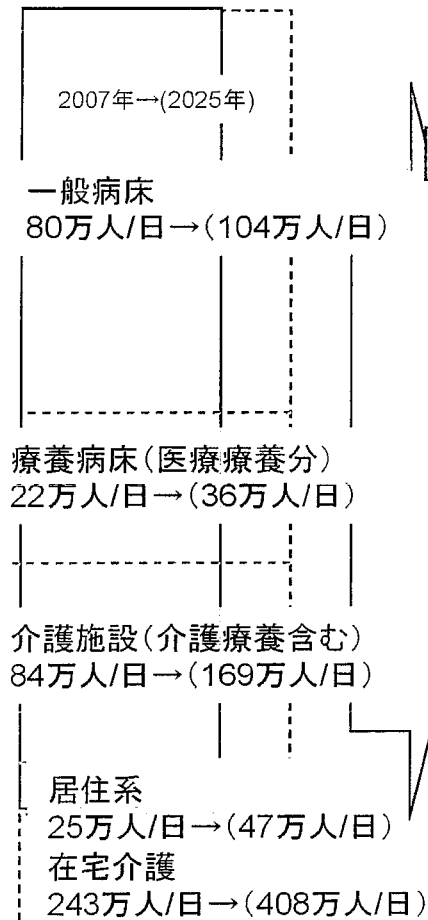 2007年→(2025年)
一般病床
80万人/日→(104万人/日)
療養病床(医療療養分)
22万人/日→(36万人/日)
介護施設(介護療養含む)
84万人/日→(169万人/日)
居住系
25万人/日→(47万人/日)
在宅介護
243万人/日→(408万人/日)